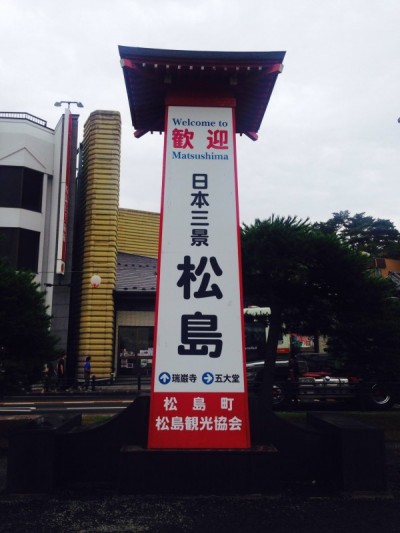 Welcome to
歓迎
Matsushima
日本三景
松島
↑瑞巌寺 →五大堂
松島町
松島観光協会